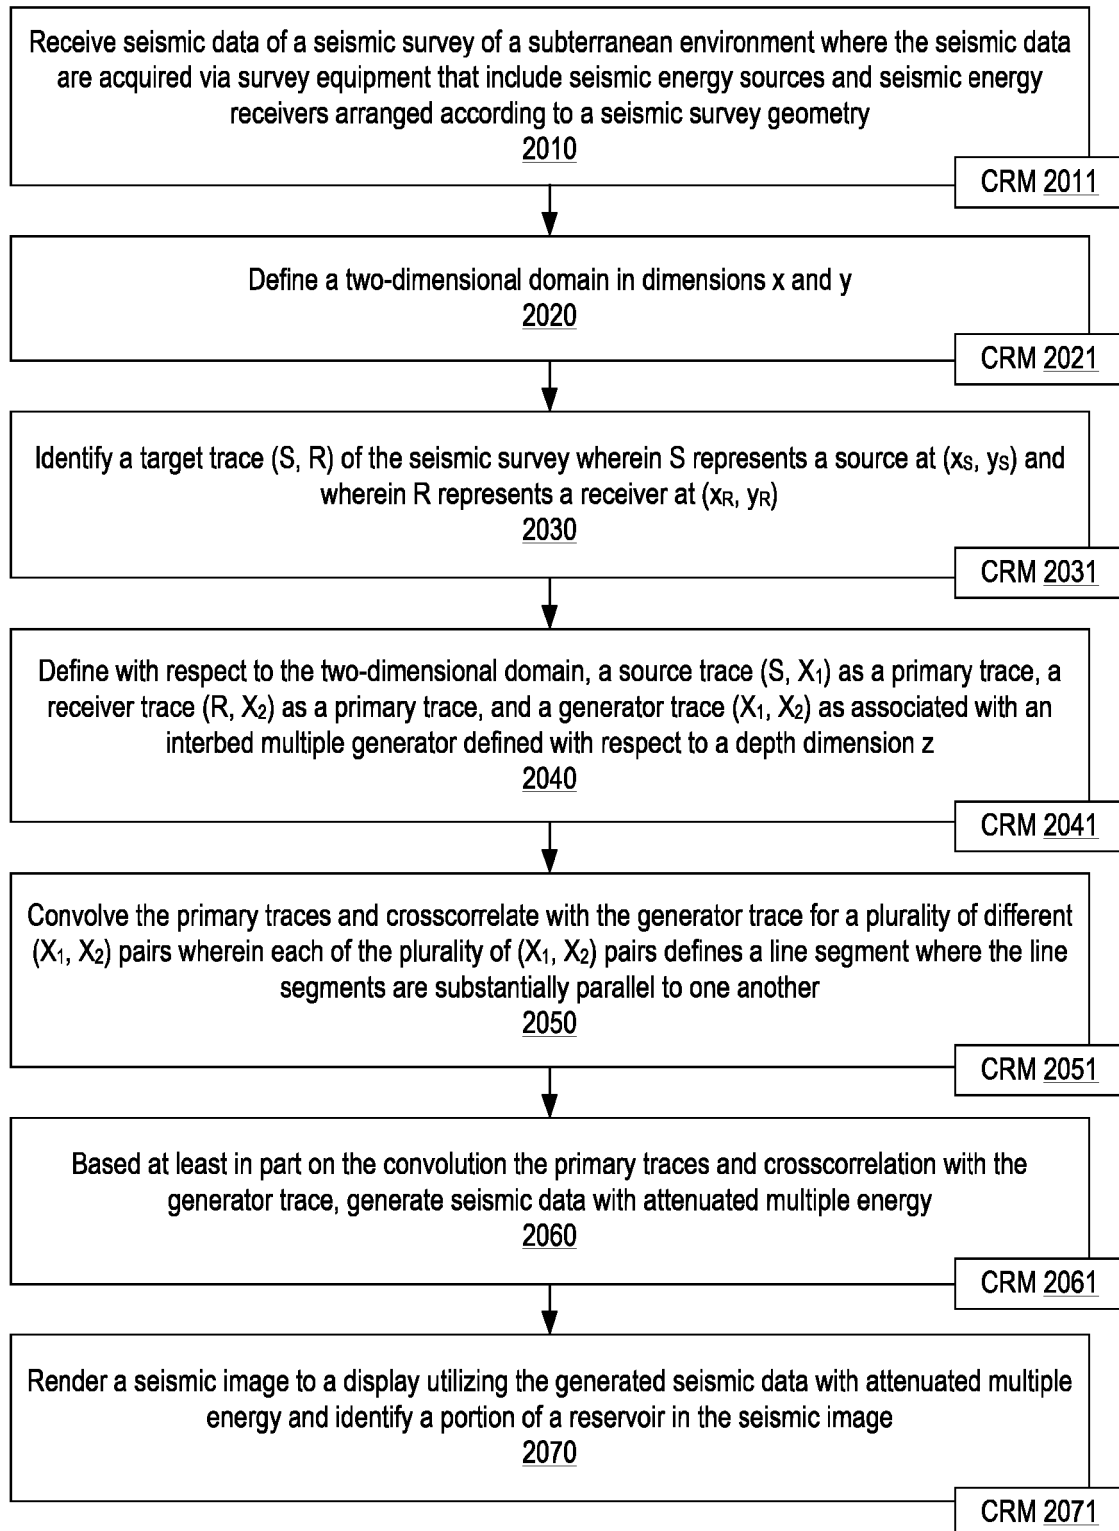 Receive seismic data of a seismic survey of a subterranean environment where the seismic data
are acquired via survey equipment that include seismic energy sources and seismic energy
receivers arranged according to a seismic survey geometry
2010
CRM 2011
Define a two-dimensional domain in dimensions x and y
2020
CRM 2021
Identify a target trace (S, R) of the seismic survey wherein S represents a source at (xS, yS) and
wherein R represents a receiver at (xR, yR)
2030
CRM 2031
Define with respect to the two-dimensional domain, a source trace (S, X1) as a primary trace, a
receiver trace (R, X2) as a primary trace, and a generator trace (X1, X2) as associated with an
interbed multiple generator defined with respect to a depth dimension z
2040
CRM 2041
Convolve the primary traces and crosscorrelate with the generator trace for a plurality of different
(X1, X2) pairs wherein each of the plurality of (X1, X2) pairs defines a line segment where the line
segments are substantially parallel to one another
2050
CRM 2051
Based at least in part on the convolution the primary traces and crosscorrelation with the
generator trace, generate seismic data with attenuated multiple energy
2060
CRM 2061
Render a seismic image to a display utilizing the generated seismic data with attenuated multiple
energy and identify a portion of a reservoir in the seismic image
2070
CRM 2071